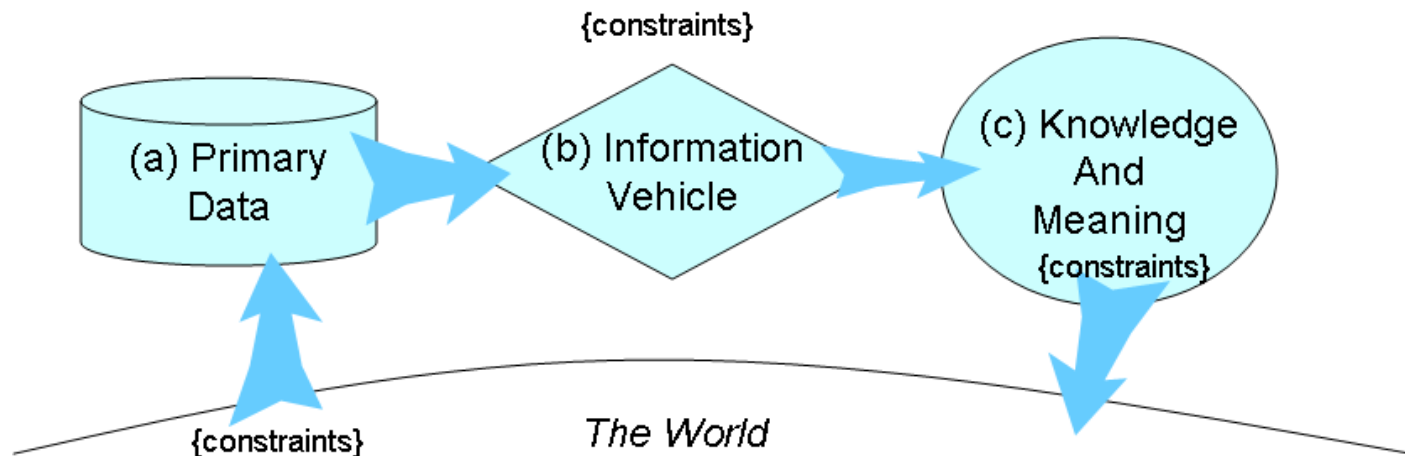 {constraints}
(a) Primary
Data
(b) Information
Vehicle
(c) Knowledge
And
Meaning
{constraints}
{constraints}
The World